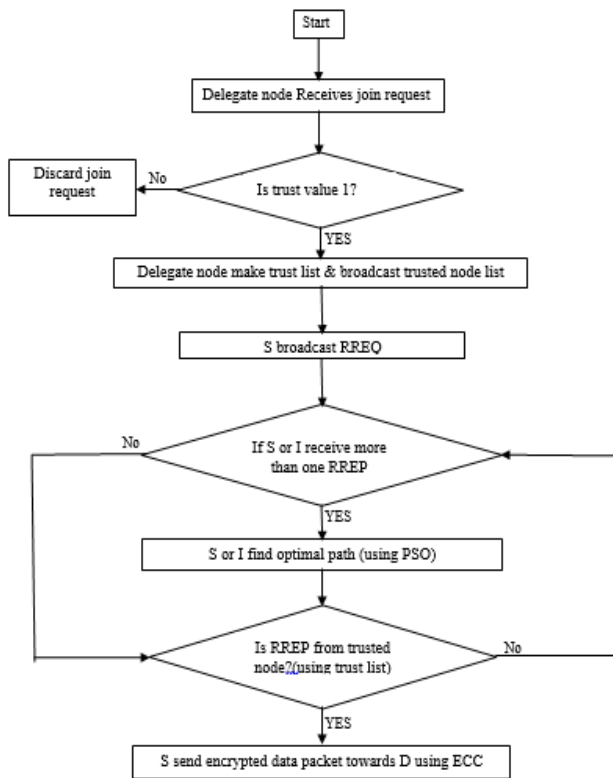 Start
Delegate node Receives join request
Discard join
request
No
Is trust value 1?
YES
Delegate node make trust list & broadcast trusted node list
S broadcast RREQ
No
If S or I receive more
than one RREP
YES
S or I find optimal path (using PSO)
Is RREP from trusted
node?(using trust list)
No
YES
S send encrypted data packet towards D using ECC